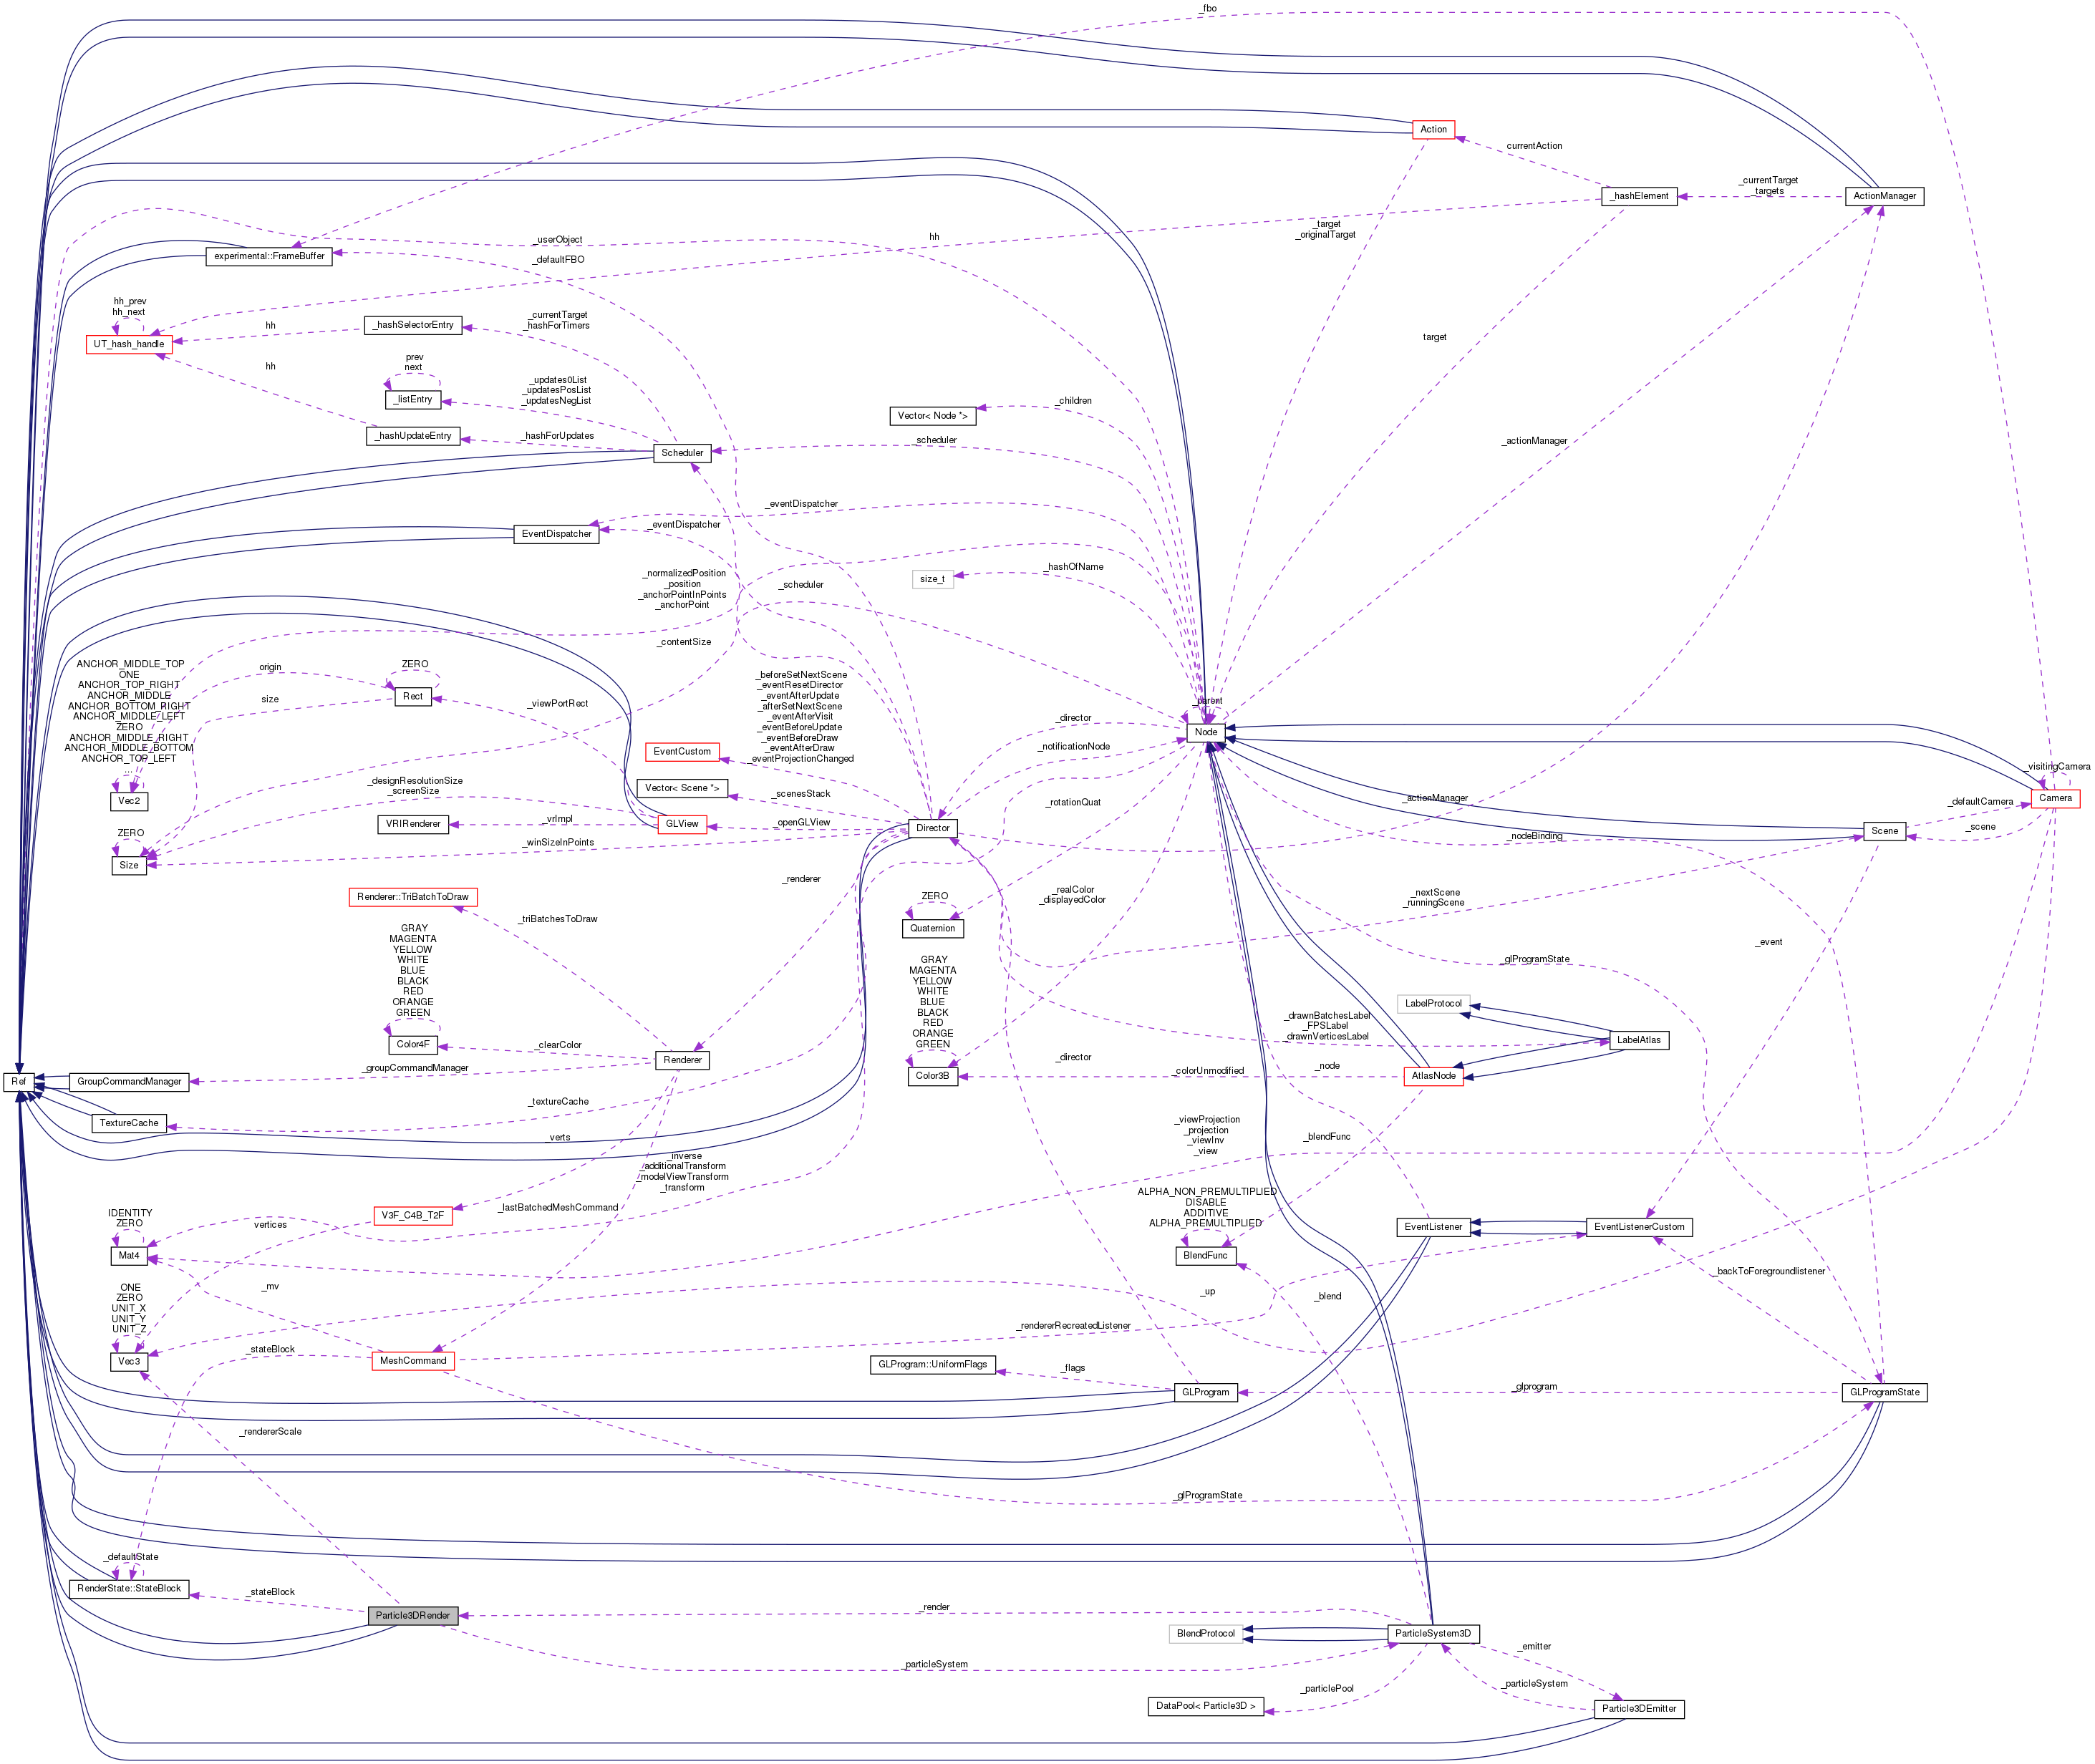 _fbo
Action
currentAction
_hashElement
_currentTarget
_targets
ActionManager
_target
_originalTarget
hh
_userObject
_defaultFBO
experimental::FrameBuffer
hh_prev
hh_next
UT_hash_handle
hh
_hashSelectorEntry
_currentTarget
_hashForTimers
target
hh
prev
next
_listEntry
_updates0List
_updatesPosList
_updatesNegList
_hashUpdateEntry
_hashForUpdates
Scheduler
Vector< Node *>
_children
_scheduler
_actionManager
EventDispatcher
_eventDispatcher
_eventDispatcher
size_t
_hashOfName
_normalizedPosition
_position
_anchorPointInPoints
_anchorPoint
_scheduler
_contentSize
ANCHOR_MIDDLE_TOP
ONE
ANCHOR_TOP_RIGHT
ANCHOR_MIDDLE
ANCHOR_BOTTOM_RIGHT
ANCHOR_MIDDLE_LEFT
ZERO
ANCHOR_MIDDLE_RIGHT
ANCHOR_MIDDLE_BOTTOM
ANCHOR_TOP_LEFT
...
Vec2
origin
size
ZERO
Rect
_viewPortRect
_beforeSetNextScene
_eventResetDirector
_eventAfterUpdate
_afterSetNextScene
_eventAfterVisit
_eventBeforeUpdate
_eventBeforeDraw
_eventAfterDraw
_eventProjectionChanged
EventCustom
Vector< Scene *>
_scenesStack
_parent
Node
_director
_notificationNode
_visitingCamera
Camera
_defaultCamera
_scene
Scene
_designResolutionSize
_screenSize
VRIRenderer
_vrImpl
GLView
_openGLView
Director
_rotationQuat
_actionManager
_nodeBinding
ZERO
Size
_winSizeInPoints
_renderer
Renderer::TriBatchToDraw
_triBatchesToDraw
ZERO
Quaternion
_realColor
_displayedColor
_nextScene
_runningScene
_event
_glProgramState
GRAY
MAGENTA
YELLOW
WHITE
BLUE
BLACK
RED
ORANGE
GREEN
Color4F
_clearColor
Renderer
GRAY
MAGENTA
YELLOW
WHITE
BLUE
BLACK
RED
ORANGE
GREEN
Color3B
_drawnBatchesLabel
_FPSLabel
_drawnVerticesLabel
LabelProtocol
LabelAtlas
_director
_colorUnmodified
_node
AtlasNode
Ref
GroupCommandManager
_groupCommandManager
TextureCache
_textureCache
_verts
_inverse
_additionalTransform
_modelViewTransform
_transform
_viewProjection
_projection
_viewInv
_view
_blendFunc
_lastBatchedMeshCommand
V3F_C4B_T2F
vertices
IDENTITY
ZERO
Mat4
_mv
ALPHA_NON_PREMULTIPLIED
DISABLE
ADDITIVE
ALPHA_PREMULTIPLIED
BlendFunc
EventListener
EventListenerCustom
_backToForegroundlistener
_up
_blend
ONE
ZERO
UNIT_X
UNIT_Y
UNIT_Z
Vec3
_stateBlock
MeshCommand
_rendererRecreatedListener
GLProgram::UniformFlags
_flags
GLProgram
_glprogram
GLProgramState
_rendererScale
_glProgramState
_defaultState
RenderState::StateBlock
_stateBlock
Particle3DRender
_render
BlendProtocol
ParticleSystem3D
_emitter
_particleSystem
_particleSystem
_particlePool
DataPool< Particle3D >
Particle3DEmitter